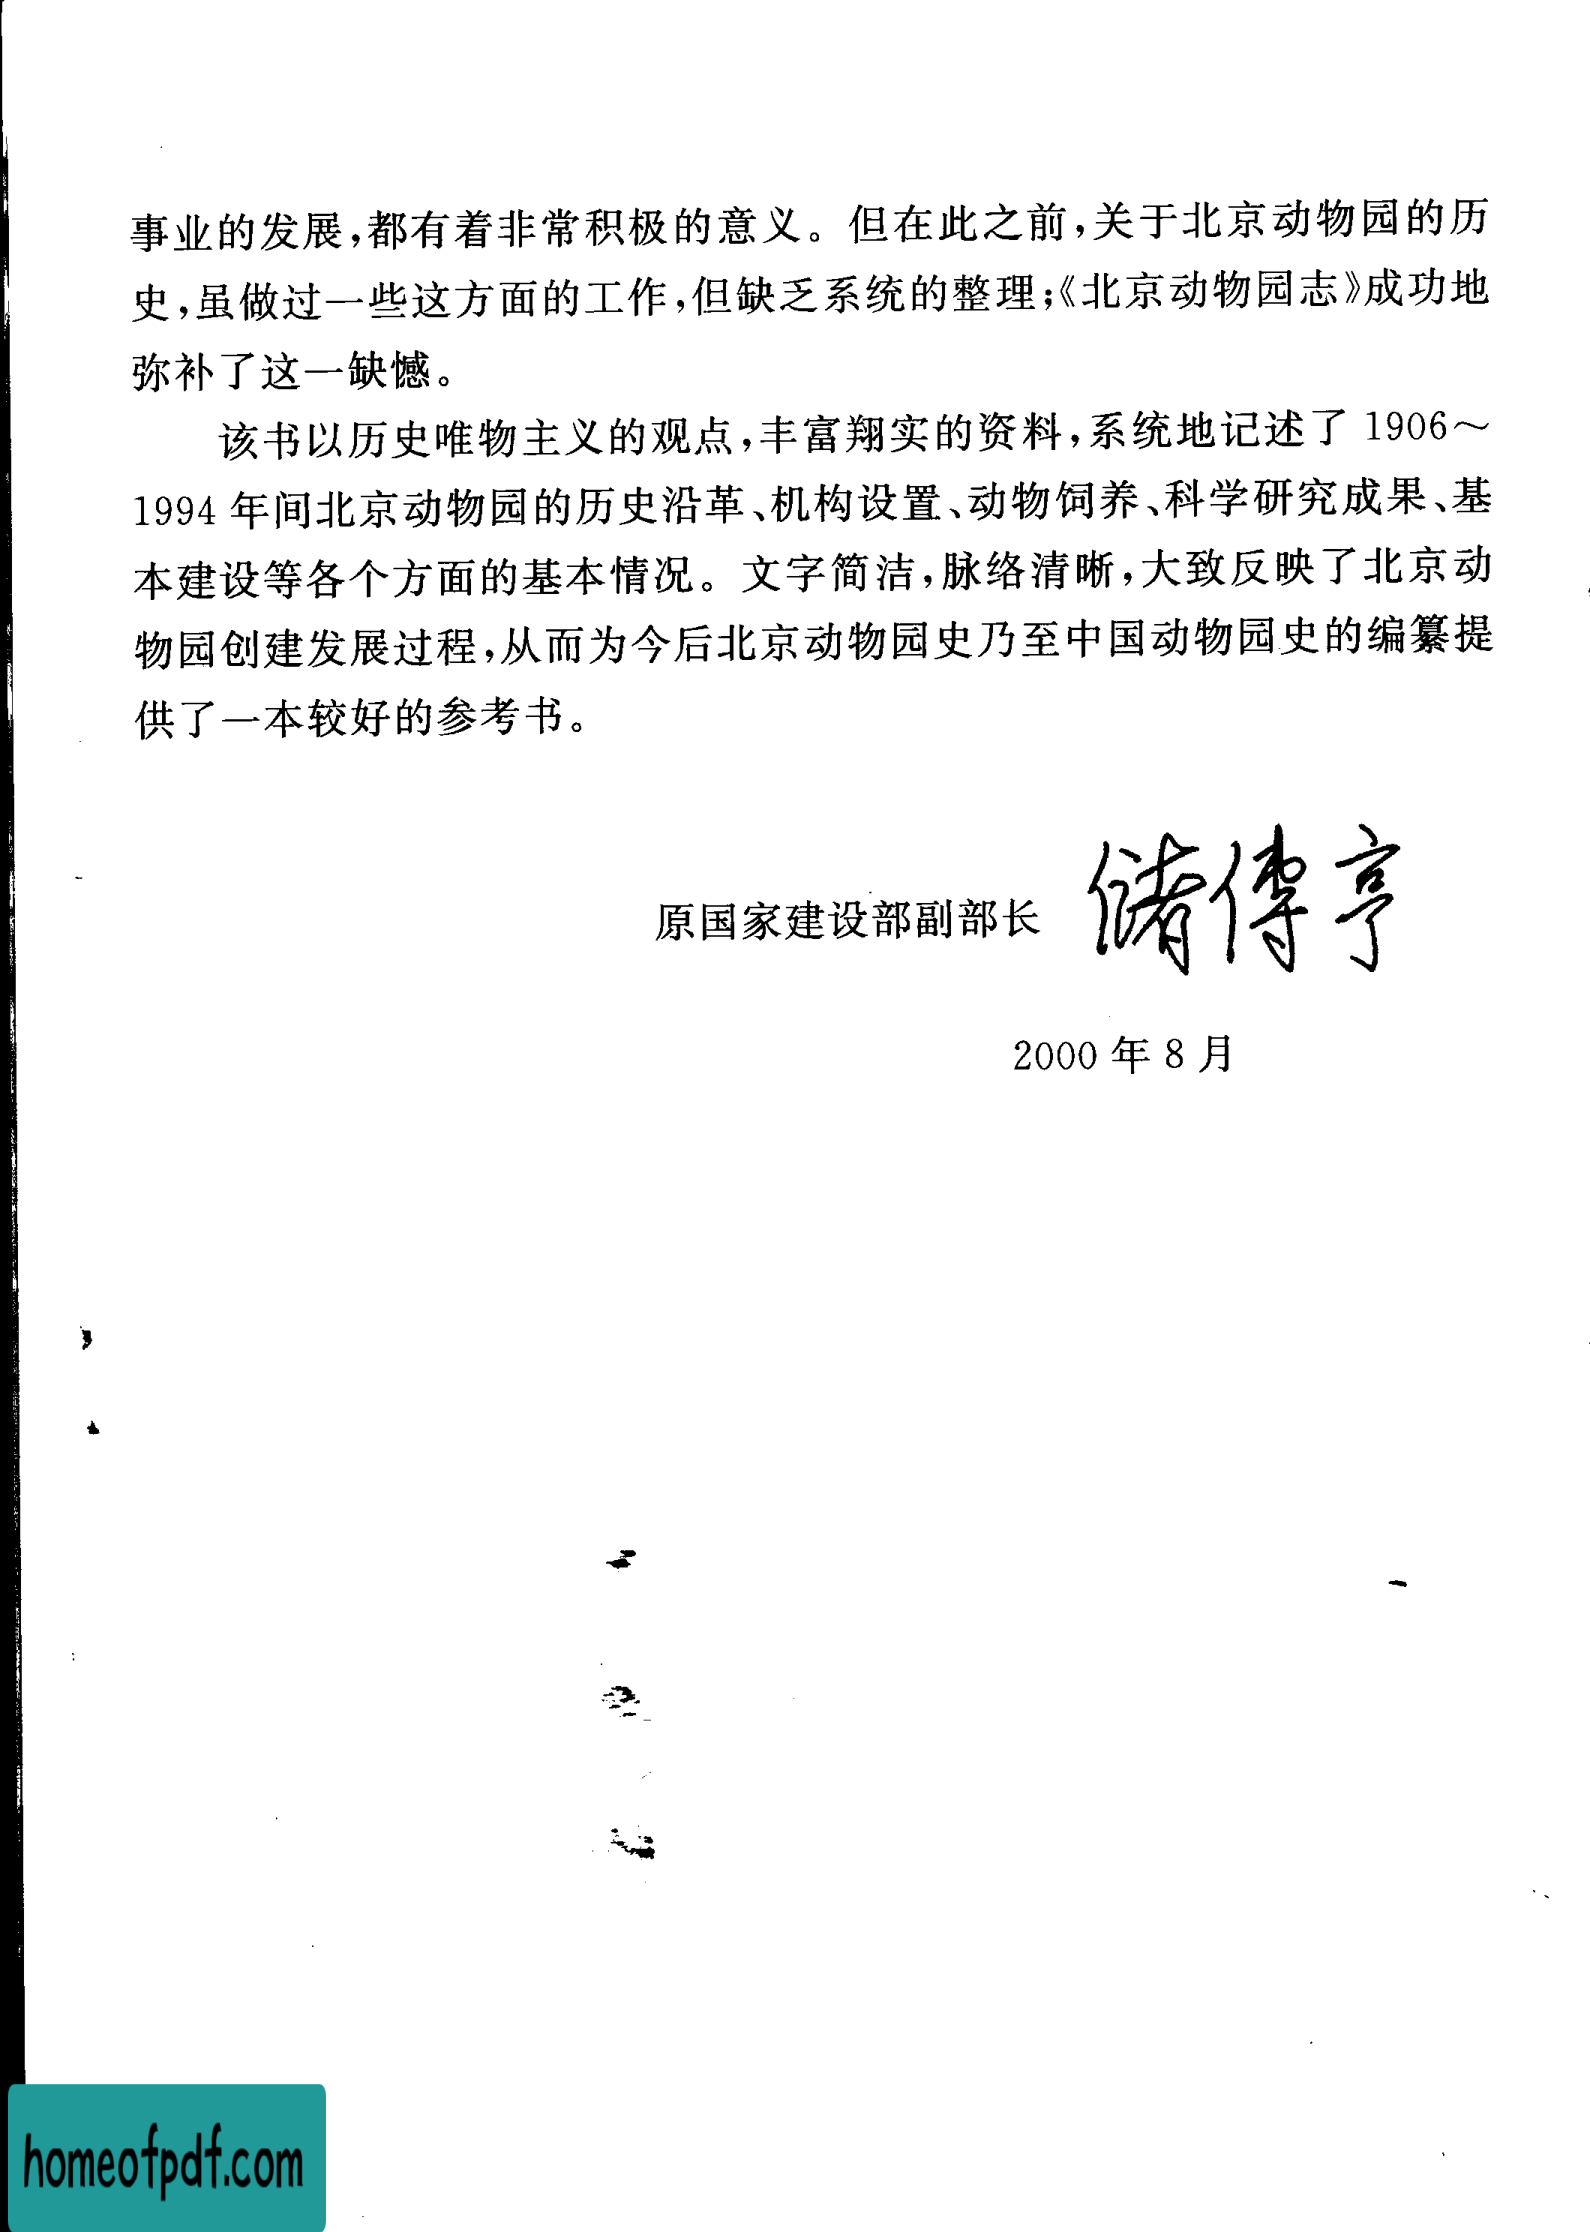 事业的发展,都有着非常积极的意义。但在此之前,关于北京动物园的历
史,虽做过一些这方面的工作,但缺乏系统的整理;《北京动物园志》成功地
弥补了这一缺憾。
该书以历史唯物主义的观点,丰富翔实的资料,系统地记述了 1906～
1994 年间北京动物园的历史沿革、机构设置、动物饲养、科学研究成果、基
本建设等各个方面的基本情况。文字简洁,脉络清晰,大致反映了北京动
物园创建发展过程,从而为今后北京动物园史乃至中国动物园史的编纂提
供了一本较好的参考书。
原国家建设部副部长 储傅亨
2000 年 8 月
homeofpdf.com